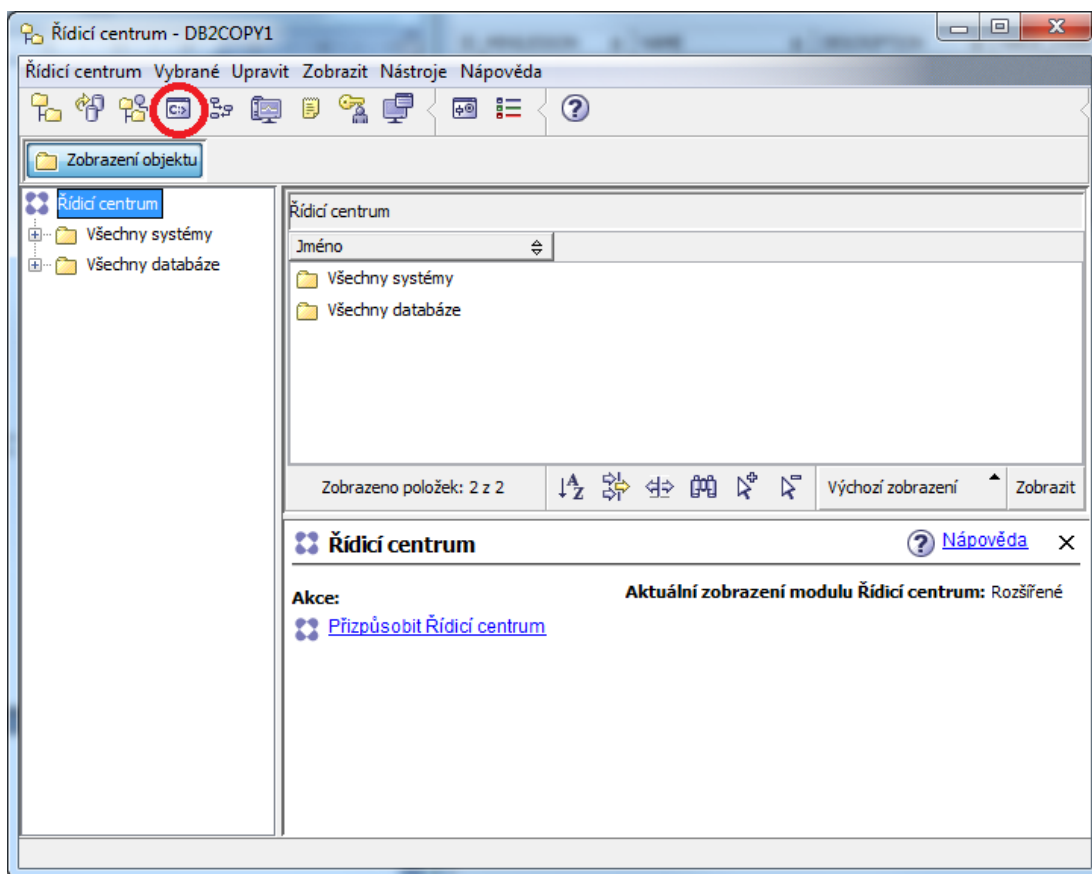 Řídicí centrum - DB2COPY1
Řídicí centrum Vybrané Upravit Zobrazit Nástroje Nápověda
C:>
Zobrazení objektu
Řídicí centrum
Všechny systémy
Všechny databáze
Řídicí centrum
Jméno
Všechny systémy
Všechny databáze
Zobrazeno položek: 2 z 2
Výchozí zobrazení
Zobrazit
Řídicí centrum
Nápověda
Akce:
Aktuální zobrazení modulu Řídicí centrum: Rozšířené
Přizpůsobit Řídicí centrum